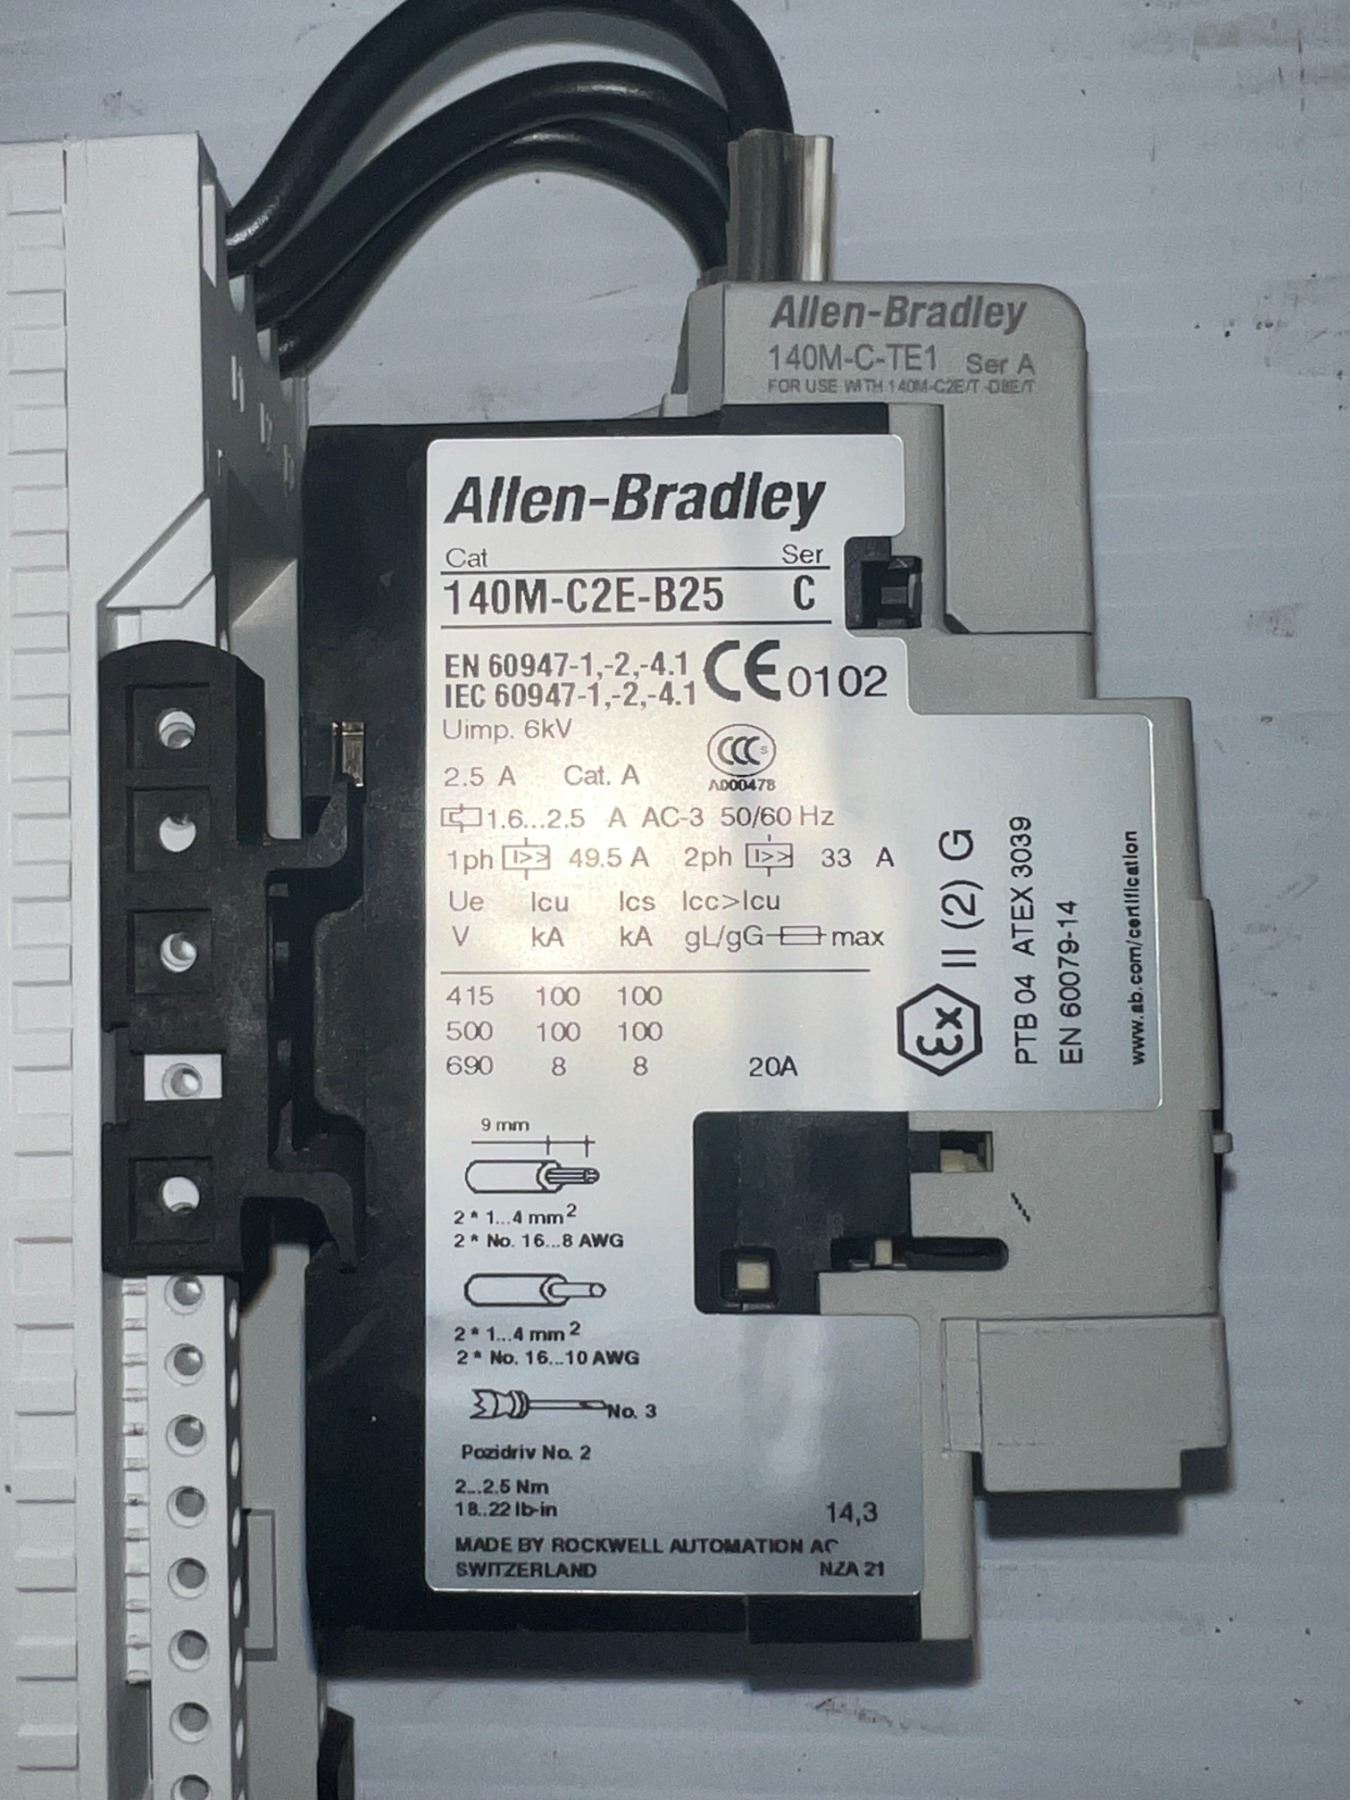 Allen-Bradley
140M-C-TE1 Ser A
FOR USE WITH 140M-C2E/T -D8E/T
Allen-Bradley
Cat Ser
140M-C2E-B25 C
EN 60947-1,-2,-4.1
IEC 60947-1,-2,-4.1
CE 0102
Uimp. 6kV
CCC S
A000478
2.5 A Cat. A
1.6...2.5 A AC-3 50/60 Hz
1ph I>> 49.5 A 2ph I>> 33 A
Ue Icu Ics Icc>Icu
V kA kA gL/gG max
415 100 100
500 100 100
690 8 8 20A
Ex II (2) G
PTB 04 ATEX 3039
EN 60079-14
www.ab.com/certification
9 mm
2 * 1...4 mm²
2 * No. 16...8 AWG
2 * 1...4 mm²
2 * No. 16...10 AWG
No. 3
Pozidriv No. 2
2...2.5 Nm
18..22 lb-in
14,3
MADE BY ROCKWELL AUTOMATION AG
SWITZERLAND NZA 21